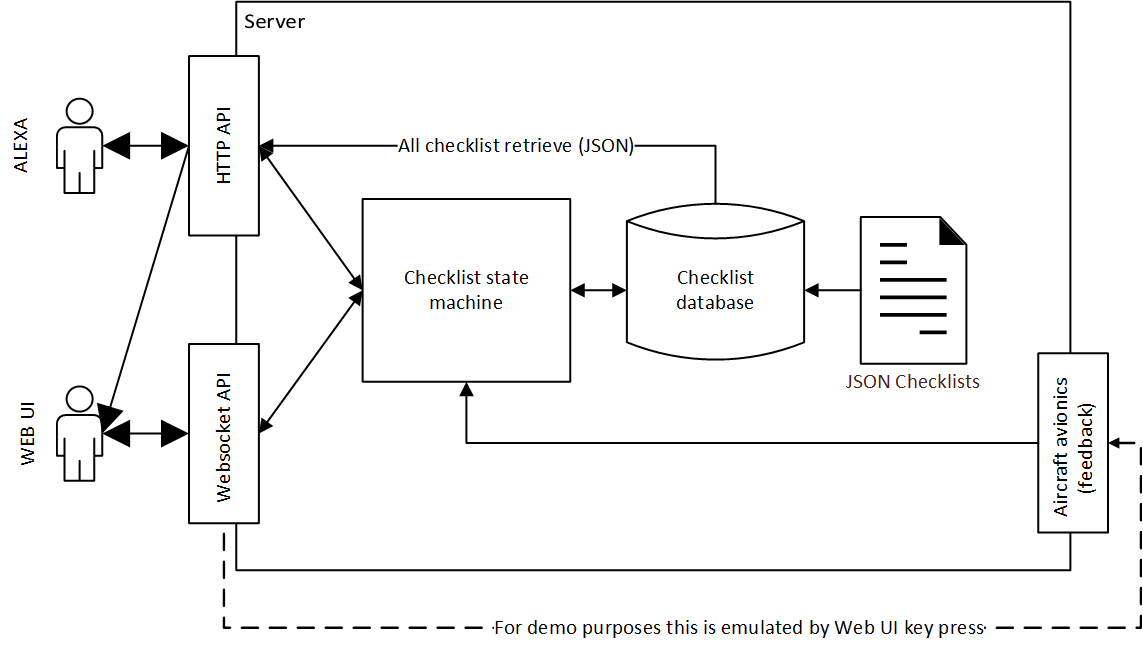 Server
ALEXA
HTTP API
All checklist retrieve (JSON)
Checklist state
machine
Checklist
database
JSON Checklists
WEB UI
Websocket API
Aircraft avionics
(feedback)
For demo purposes this is emulated by Web UI key press